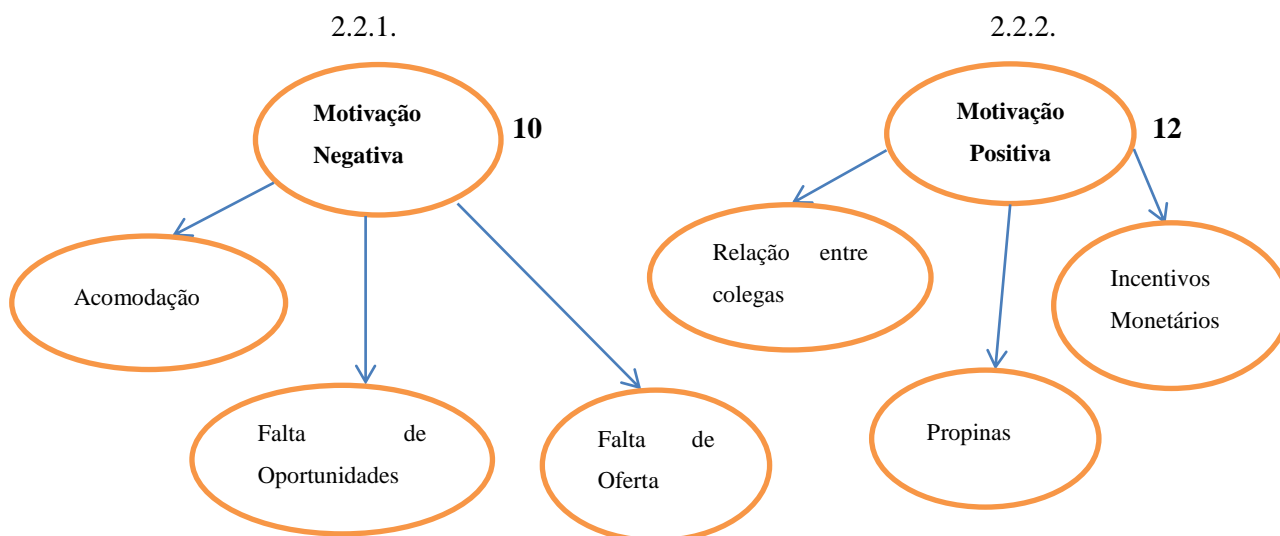 2.2.1.
2.2.2.
Motivação
Negativa
10
Motivação
Positiva
12
Acomodação
Relação entre
colegas
Incentivos
Monetários
Falta de
Oportunidades
Falta de
Oferta
Propinas